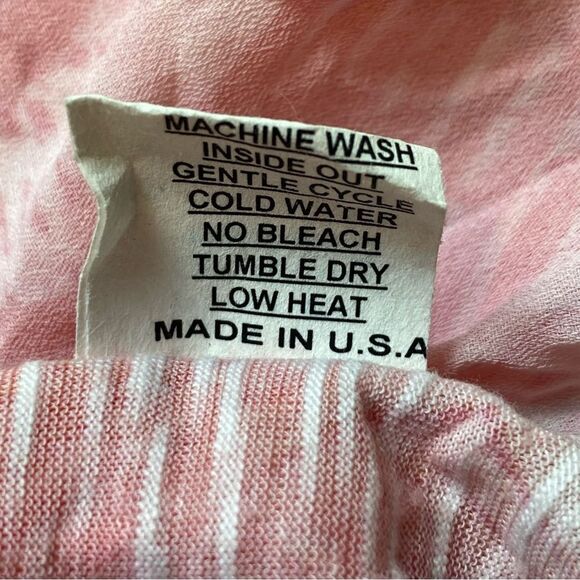 MACHINE WASH
INSIDE OUT
GENTLE CYCLE
COLD WATER
NO BLEACH
TUMBLE DRY
LOW HEAT
MADE IN U.S.A